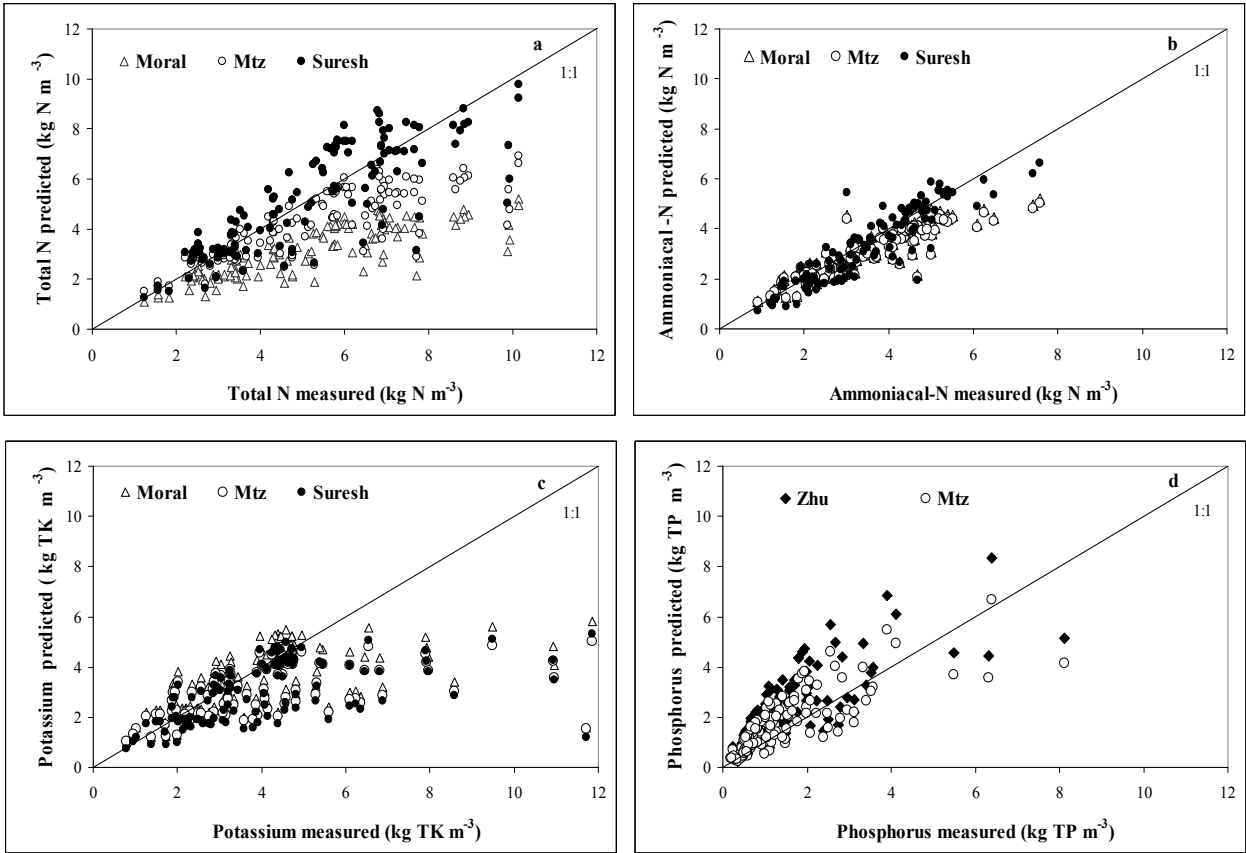 a
1:1
Moral Mtz Suresh
Total N predicted (kg N m -3)
12
10
8
6
4
2
0
0 2 4 6 8 10 12
Total N measured (kg N m-3)
b
1:1
Moral Mtz Suresh
Ammoniacal -N predicted (kg N m -3)
12
10
8
6
4
2
0
0 2 4 6 8 10 12
Ammoniacal-N measured (kg N m-3)
c
1:1
Moral Mtz Suresh
Potassium predicted ( kg TK m -3)
12
10
8
6
4
2
0
0 2 4 6 8 10 12
Potassium measured (kg TK m-3)
d
1:1
Zhu Mtz
Phosphorus predicted (kg TP m -3)
12
10
8
6
4
2
0
0 2 4 6 8 10 12
Phosphorus measured (kg TP m-3)